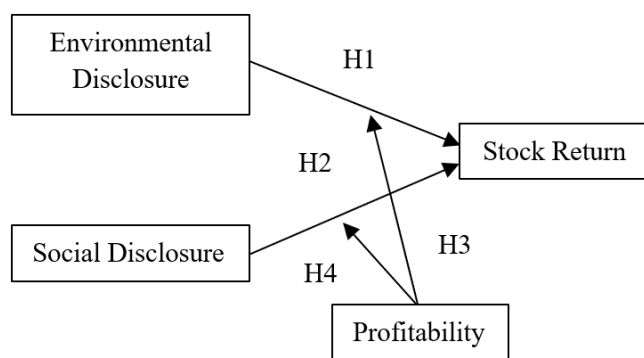 Environmental
Disclosure
H1
Stock Return
H2
Social Disclosure
H3
H4
Profitability